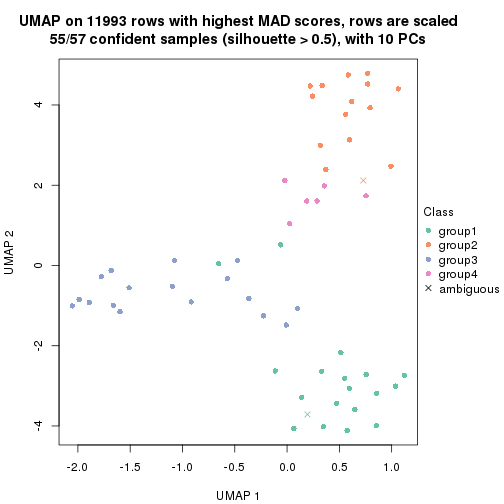 UMAP on 11993 rows with highest MAD scores, rows are scaled
55/57 confident samples (silhouette > 0.5), with 10 PCs
4
2
0
-2
-4
UMAP 2
-2.0 -1.5 -1.0 -0.5 0.0 0.5 1.0
UMAP 1
Class
group1
group2
group3
group4
ambiguous